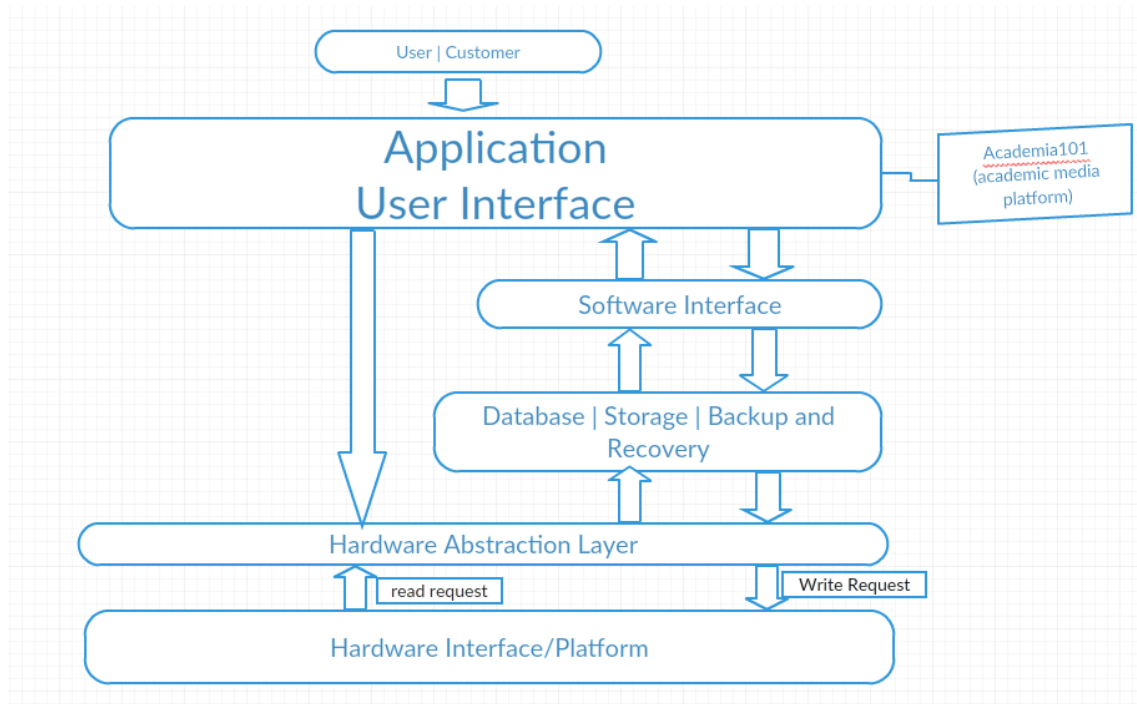 User | Customer
Application
User Interface
Academia101
(academic media
platform)
Software Interface
Database | Storage | Backup and
Recovery
Hardware Abstraction Layer
read request
Write Request
Hardware Interface/Platform